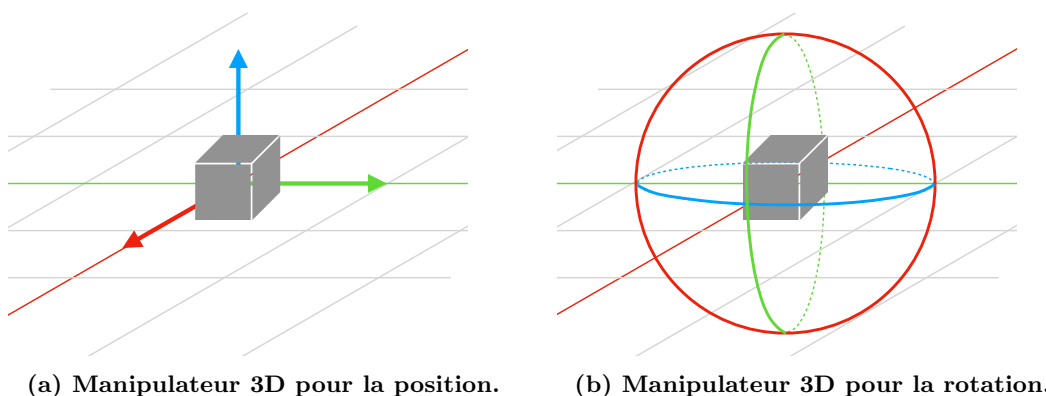 (a) Manipulateur 3D pour la position.
(b) Manipulateur 3D pour la rotation.